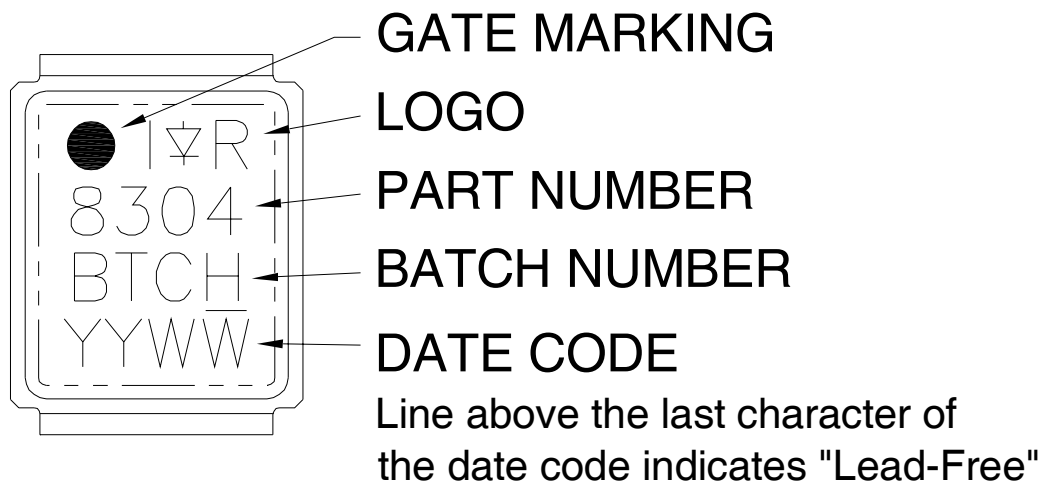 GATE MARKING
I R
LOGO
8304
PART NUMBER
BTCH
BATCH NUMBER
YYWW
DATE CODE
Line above the last character of
the date code indicates "Lead-Free"